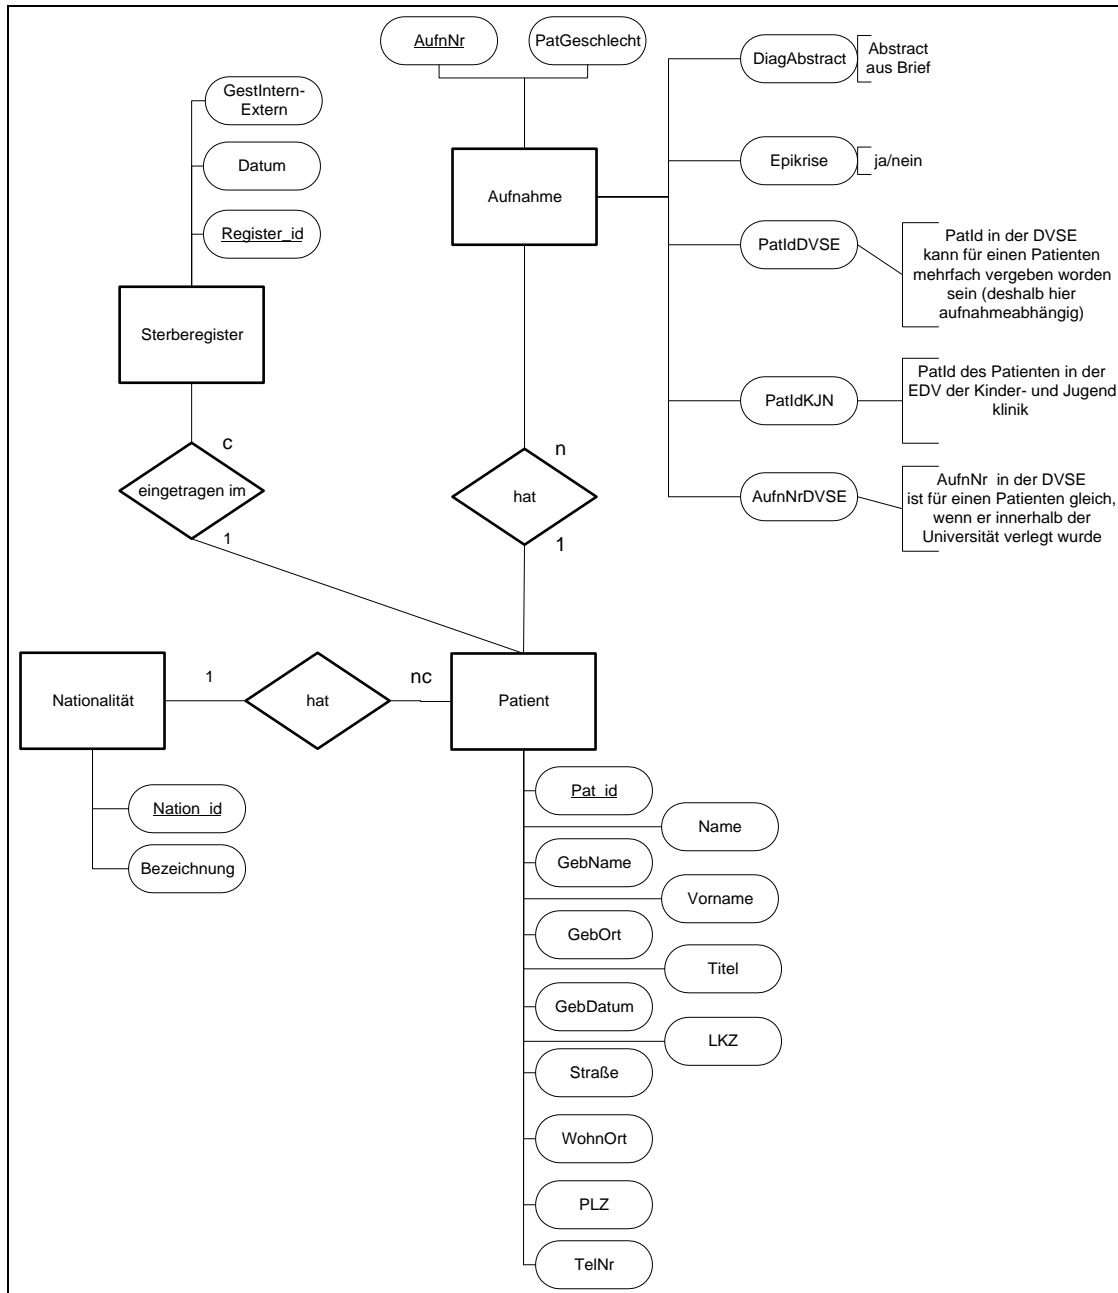 AufnNr
PatGeschlecht
DiagAbstract
Abstract
aus Brief
GestIntern-
Extern
Datum
Register_id
Epikrise
ja/nein
Aufnahme
PatIdDVSE
PatId in der DVSE
kann für einen Patienten
mehrfach vergeben worden
sein (deshalb hier
aufnahmeabhängig)
Sterberegister
PatIdKJN
PatId des Patienten in der
EDV der Kinder- und Jugend
klinik
c
eingetragen im
1
n
hat
1
AufnNrDVSE
AufnNr in der DVSE
ist für einen Patienten gleich,
wenn er innerhalb der
Universität verlegt wurde
Nationalität
1
hat
nc
Patient
Nation_id
Bezeichnung
Pat_id
Name
GebName
Vorname
GebOrt
Titel
GebDatum
LKZ
Straße
WohnOrt
PLZ
TelNr